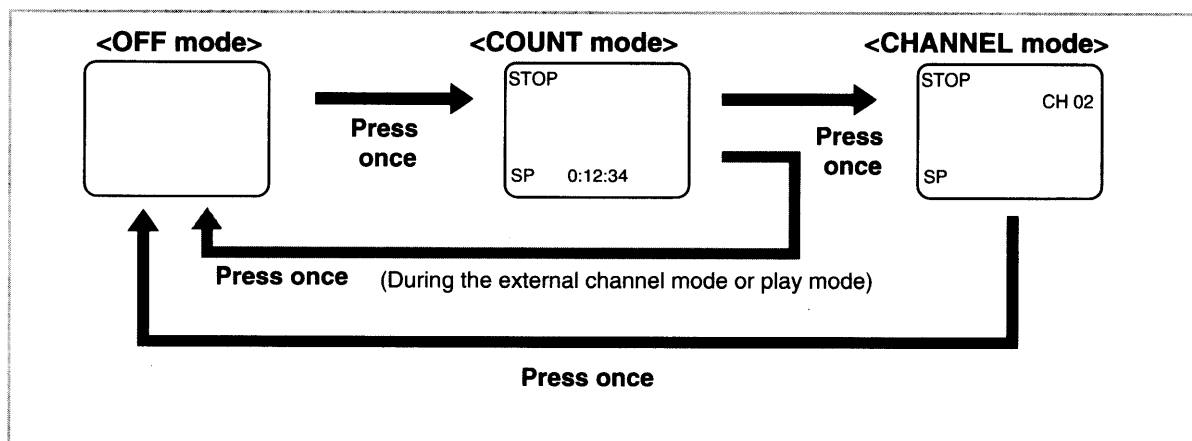 <OFF mode>
<COUNT mode>
<CHANNEL mode>
STOP
SP 0:12:34
STOP
CH 02
SP
Press
once
Press
once
Press once (During the external channel mode or play mode)
Press once